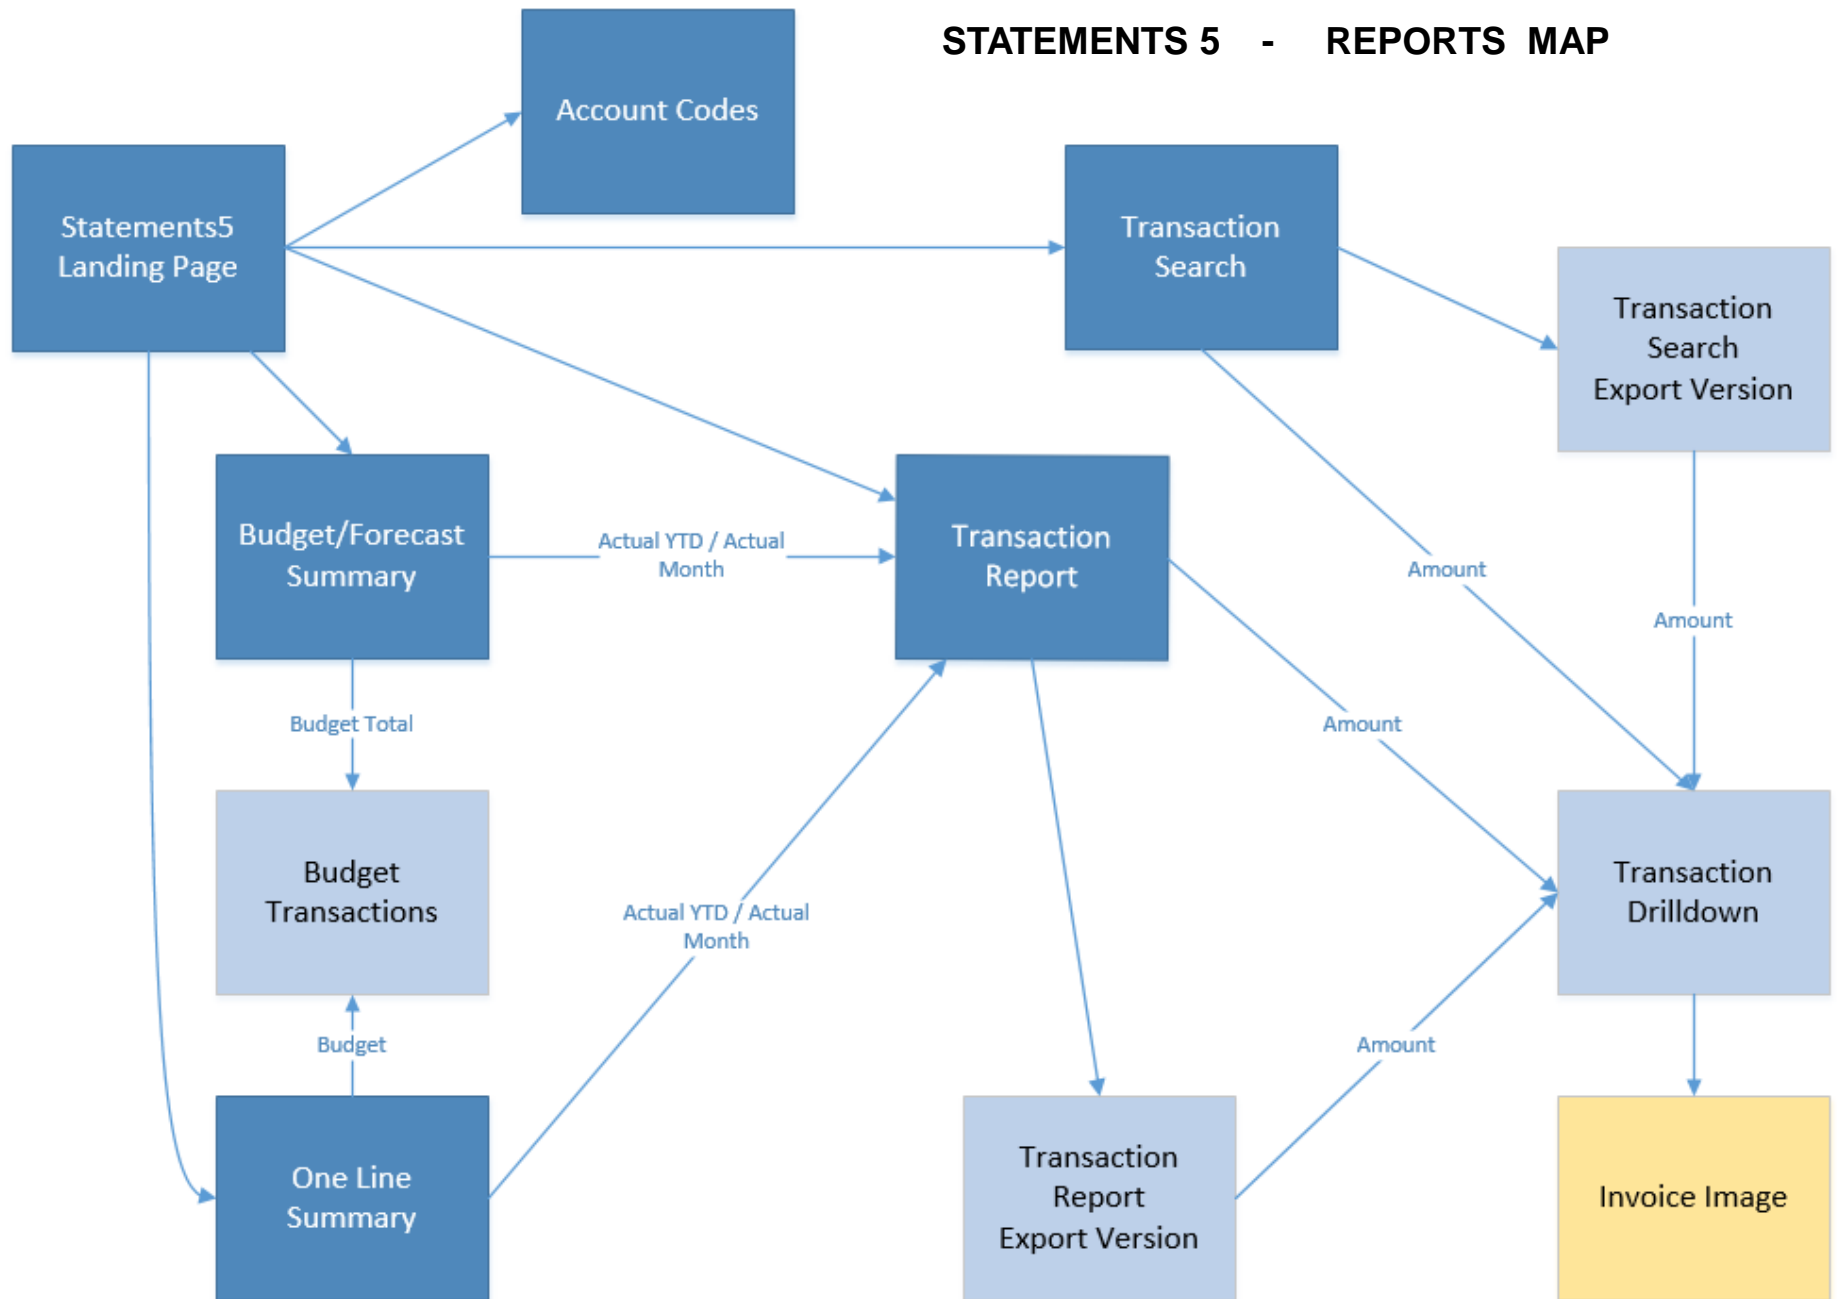 STATEMENTS 5 - REPORTS MAP
Account Codes
Statements5
Landing Page
Transaction
Search
Transaction
Search
Export Version
Budget/Forecast
Summary
Actual YTD / Actual
Month
Transaction
Report
Amount
Amount
Budget Total
Amount
Budget
Transactions
Actual YTD / Actual
Month
Transaction
Drilldown
Budget
Amount
One Line
Summary
Transaction
Report
Export Version
Invoice Image